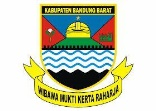 KABUPATEN BANDUNG BARAT
WIBAWA MUKTI KERTA RAHARJA